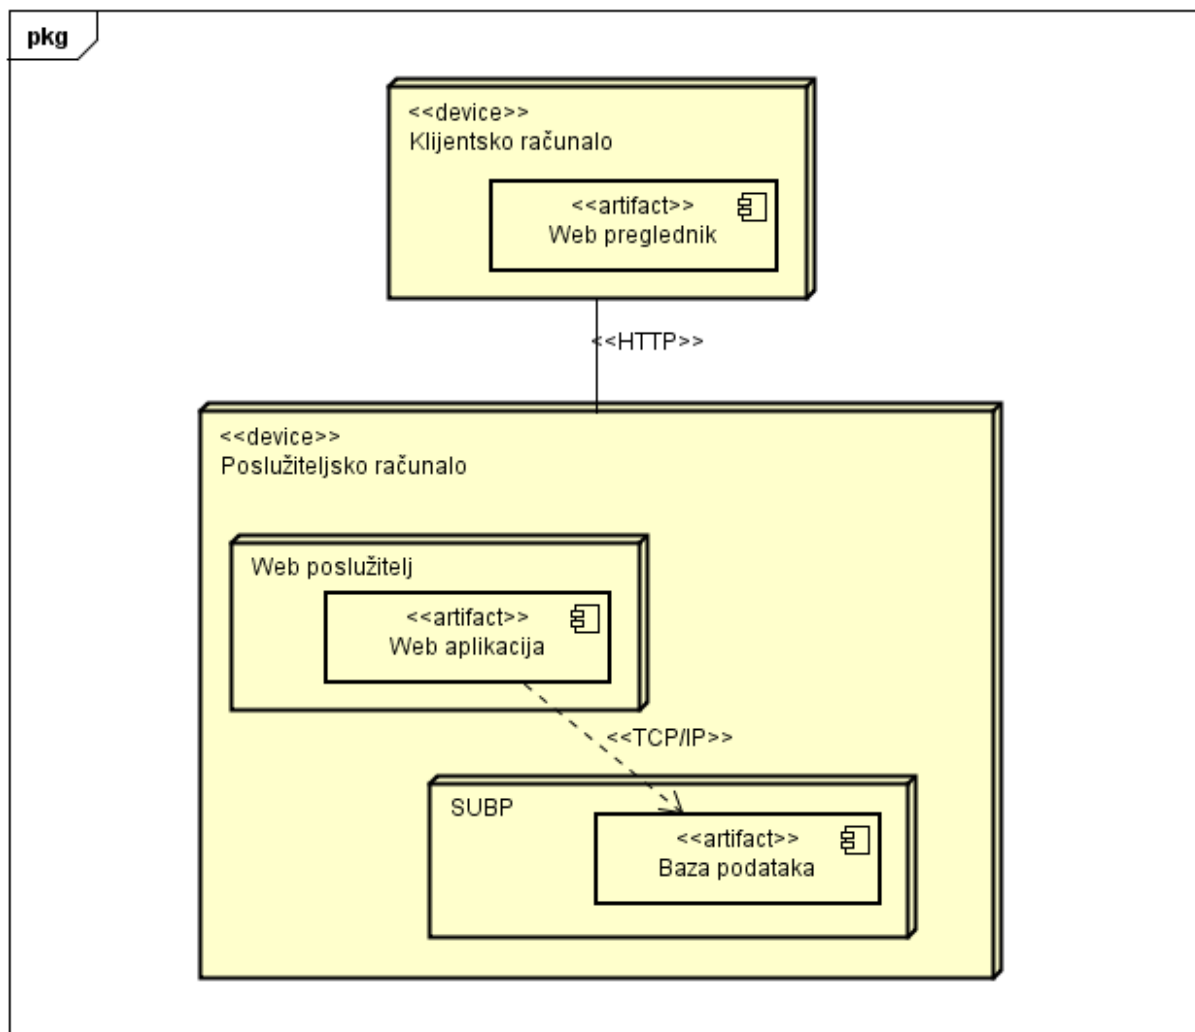 pkg
<<device>>
Klijentsko računalo
<<artifact>>
Web preglednik
<<HTTP>>
<<device>>
Poslužiteljsko računalo
Web poslužitelj
<<artifact>>
Web aplikacija
<<TCP/IP>>
SUBP
<<artifact>>
Baza podataka